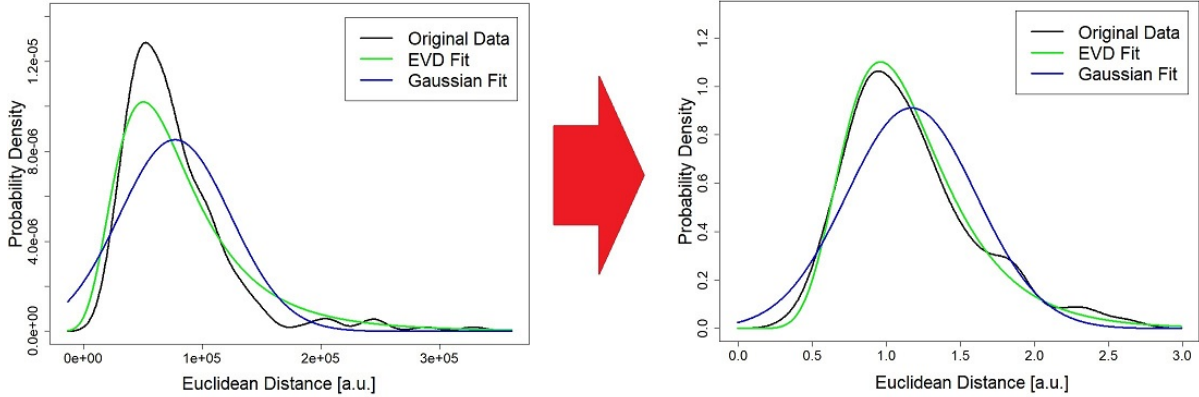 Original Data
EVD Fit
Gaussian Fit
Probability Density
1.2e-05
8.0e-06
4.0e-06
0.0e+00
0e+00 1e+05 2e+05 3e+05
Euclidean Distance [a.u.]
Original Data
EVD Fit
Gaussian Fit
Probability Density
1.2
1.0
0.8
0.6
0.4
0.2
0.0
0.0 0.5 1.0 1.5 2.0 2.5 3.0
Euclidean Distance [a.u.]